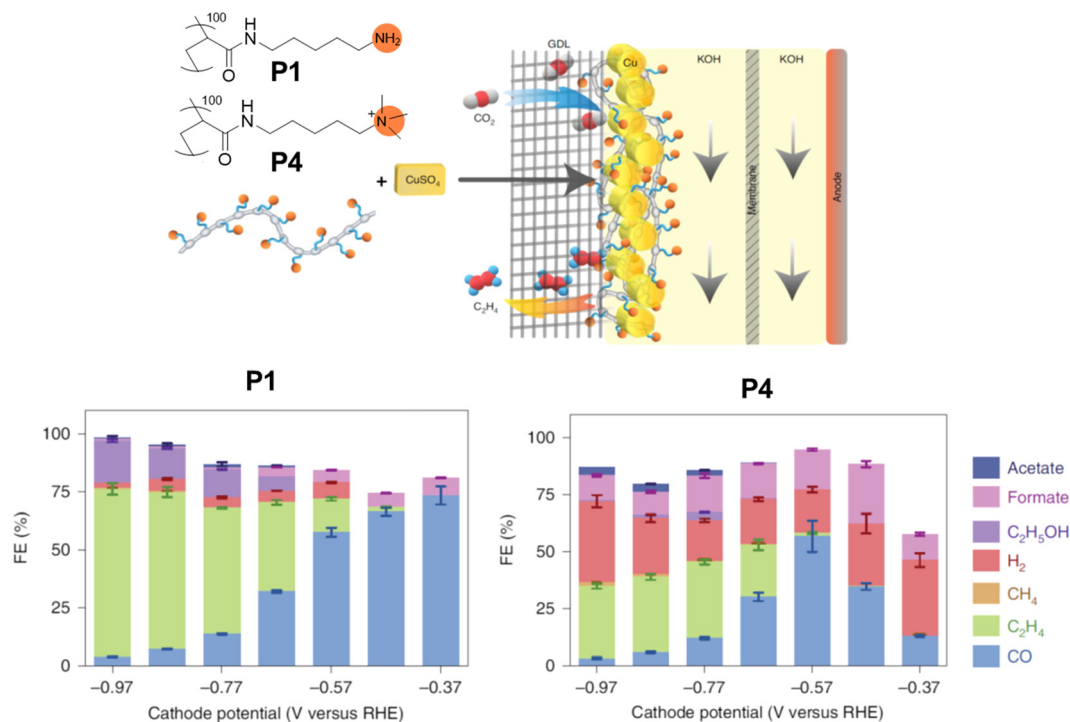 100
NH₂
H
N
O
P1
100
+
N
H
N
O
P4
+
CuSO₄
GDL
Cu
KOH
KOH
CO₂
Membrane
Anode
C₂H₄
P1
100
75
50
25
0
FE (%)
−0.97
−0.77
−0.57
−0.37
Cathode potential (V versus RHE)
P4
100
75
50
25
0
FE (%)
−0.97
−0.77
−0.57
−0.37
Cathode potential (V versus RHE)
Acetate
Formate
C₂H₅OH
H₂
CH₄
C₂H₄
CO